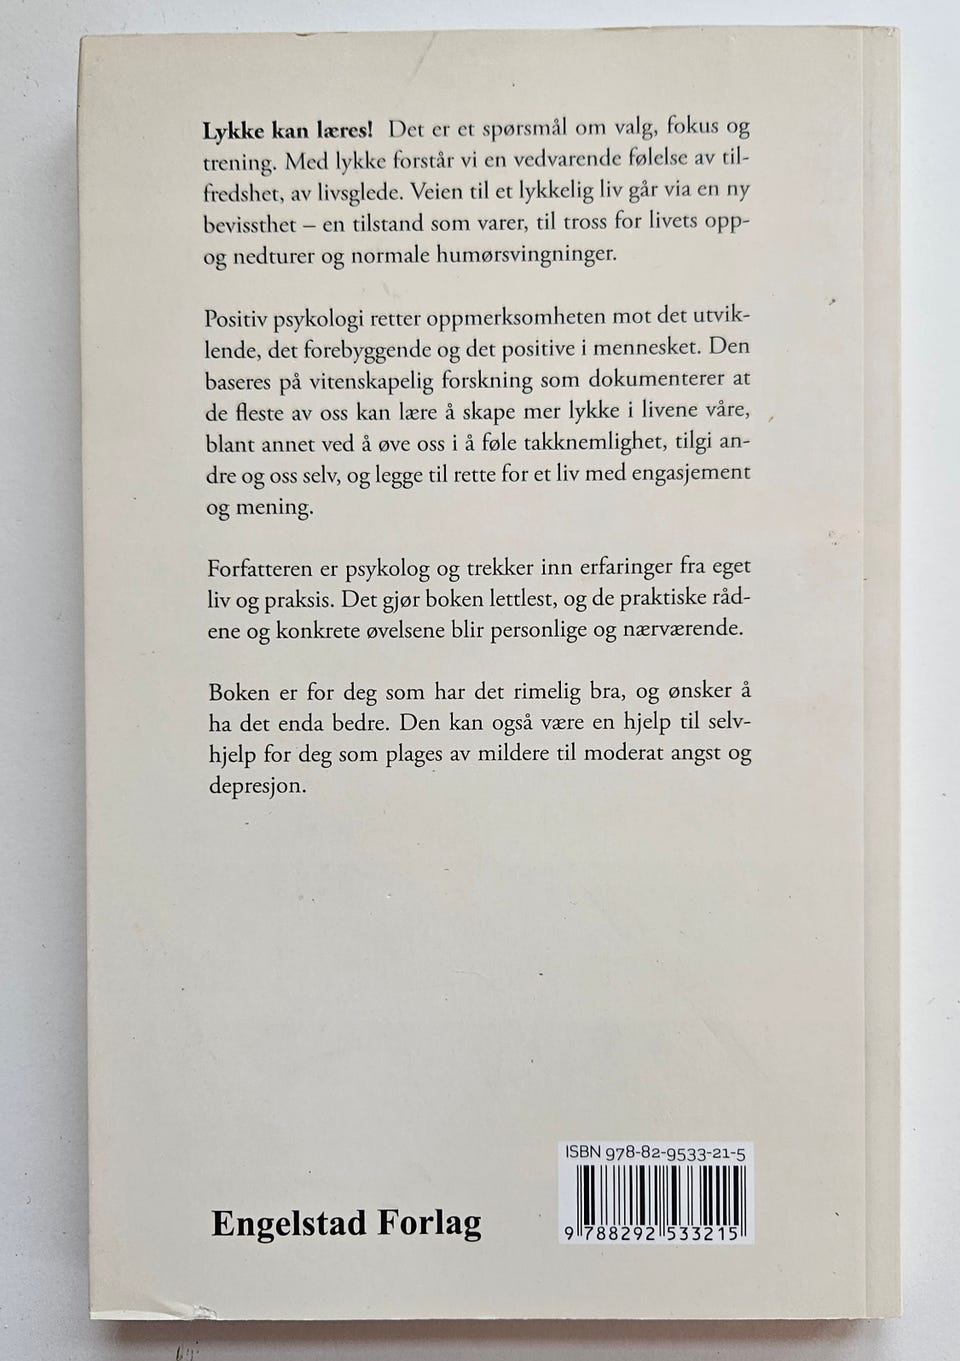 Lykke kan læres! Det er et spørsmål om valg, fokus og
trening. Med lykke forstår vi en vedvarende følelse av til-
fredshet, av livsglede. Veien til et lykkelig liv går via en ny
bevissthet – en tilstand som varer, til tross for livets opp-
og nedturer og normale humørsvingninger.
Positiv psykologi retter oppmerksomheten mot det utvik-
lende, det forebyggende og det positive i mennesket. Den
baseres på vitenskapelig forskning som dokumenterer at
de fleste av oss kan lære å skape mer lykke i livene våre,
blant annet ved å øve oss i å føle takknemlighet, tilgi an-
dre og oss selv, og legge til rette for et liv med engasjement
og mening.
Forfatteren er psykolog og trekker inn erfaringer fra eget
liv og praksis. Det gjør boken lettlest, og de praktiske råd-
ene og konkrete øvelsene blir personlige og nærværende.
Boken er for deg som har det rimelig bra, og ønsker å
ha det enda bedre. Den kan også være en hjelp til selv-
hjelp for deg som plages av mildere til moderat angst og
depresjon.
ISBN 978-82-9533-21-5
9 788292 533215
Engelstad Forlag